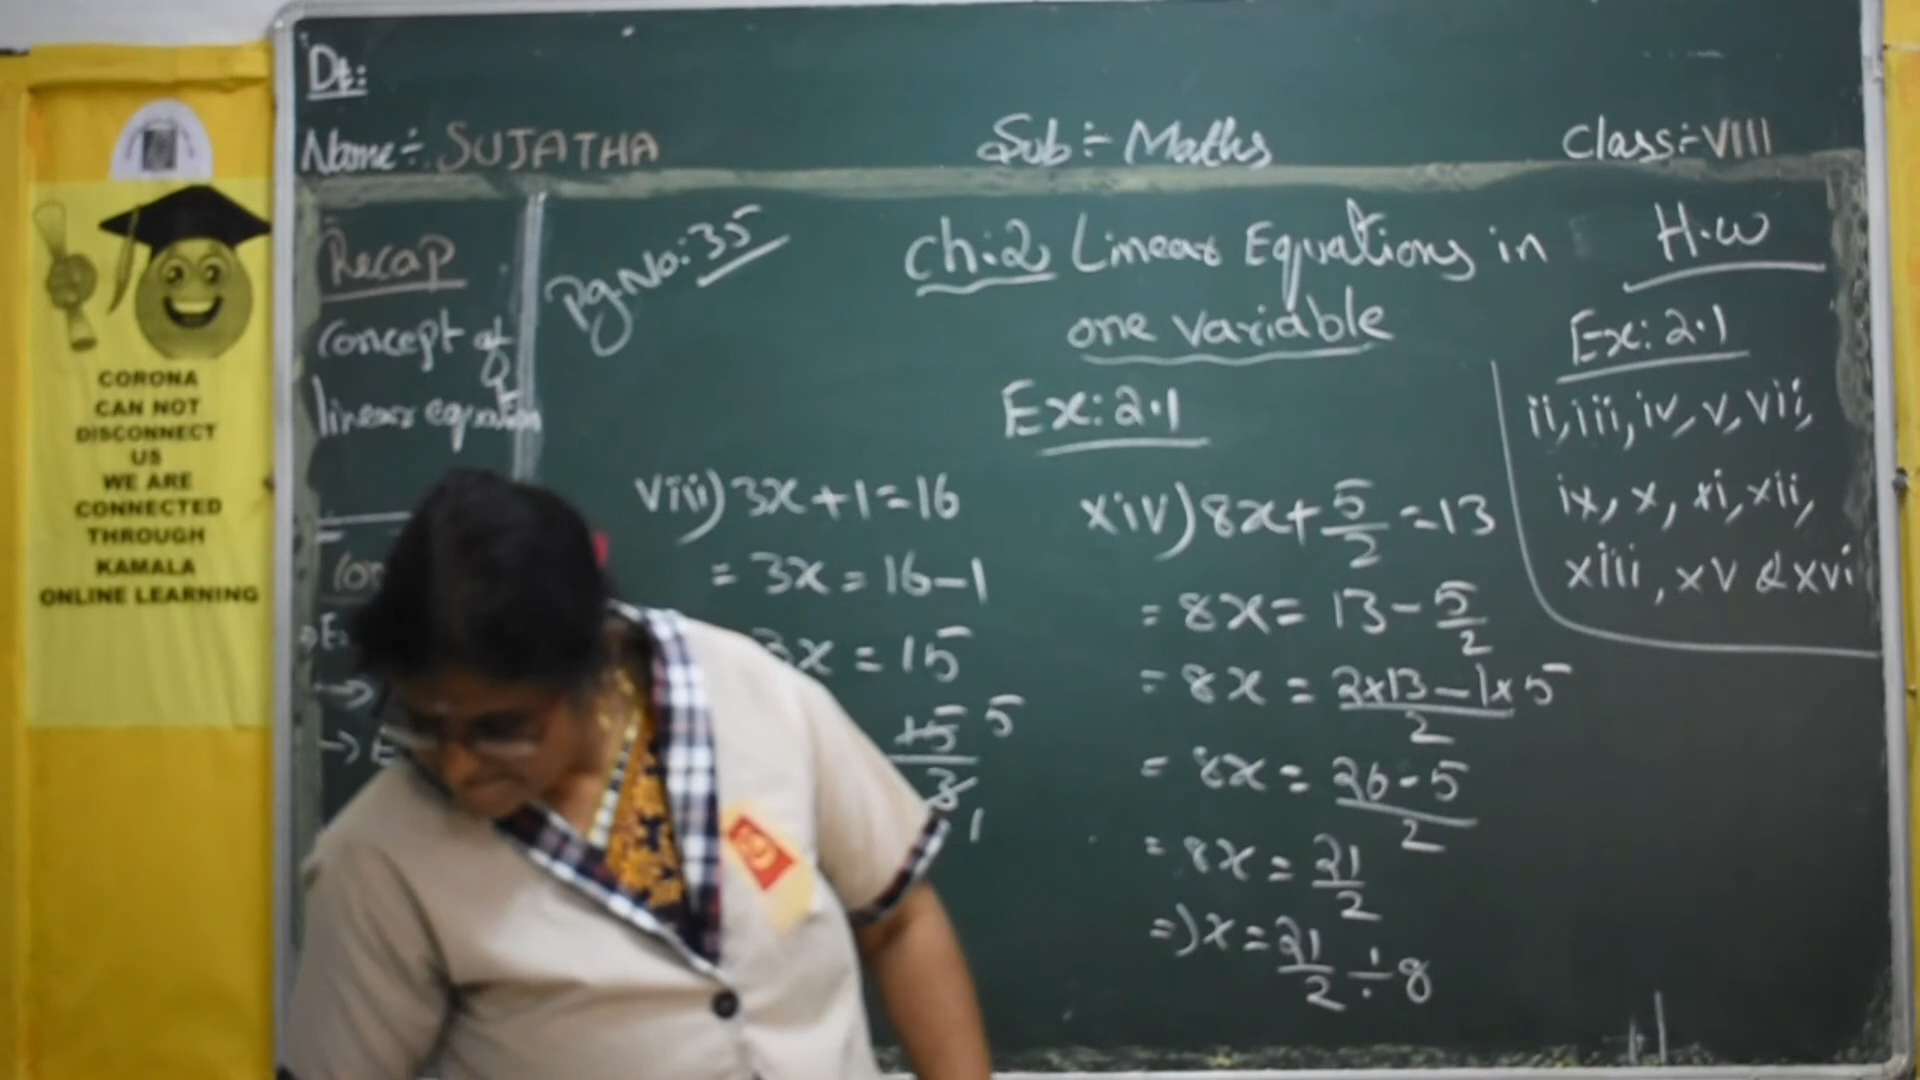 CORONA
CAN NOT
DISCONNECT
US
WE ARE
CONNECTED
THROUGH
KAMALA
ONLINE LEARNING
Dt:
Name:- SUJATHA
Sub:- Maths
Class:- VIII
Recap
concept of
linear equation
Pg No: 35
Ch.2 Linear Equations in
one variable
Ex: 2.1
viii) 3x+1=16
= 3x = 16-1
3x = 15
15 5
3
1
xiv) 8x + 5/2 = 13
= 8x = 13 - 5/2
= 8x = 2x13 - 1x5 / 2
= 8x = 26-5 / 2
= 8x = 21/2
=) x = 21/2 ÷ 8
H.w
Ex: 2.1
ii, iii, iv, v, vii,
ix, x, xi, xii,
xiii, xv & xvi